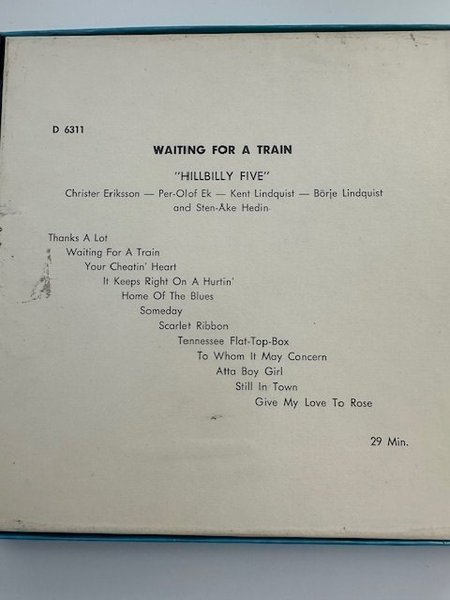 D 6311
WAITING FOR A TRAIN
"HILLBILLY FIVE"
Christer Eriksson — Per-Olof Ek — Kent Lindquist — Börje Lindquist
and Sten-Åke Hedin
Thanks A Lot
Waiting For A Train
Your Cheatin' Heart
It Keeps Right On A Hurtin'
Home Of The Blues
Someday
Scarlet Ribbon
Tennessee Flat-Top-Box
To Whom It May Concern
Atta Boy Girl
Still In Town
Give My Love To Rose
29 Min.